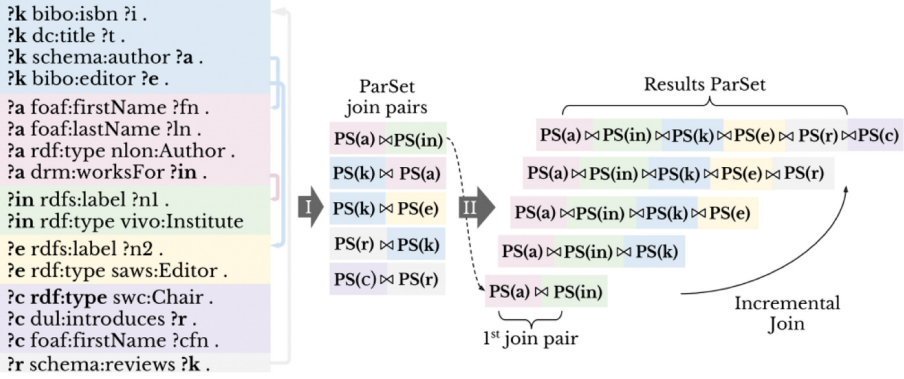 ?k bibo:isbn ?i .
?k dc:title ?t .
?k schema:author ?a .
?k bibo:editor ?e .
?a foaf:firstName ?fn .
?a foaf:lastName ?ln .
?a rdf:type nlon:Author .
?a drm:worksFor ?in .
?in rdfs:label ?n1 .
?in rdf:type vivo:Institute
?e rdfs:label ?n2 .
?e rdf:type saws:Editor .
?c rdf:type swc:Chair .
?c dul:introduces ?r .
?c foaf:firstName ?cfn .
?r schema:reviews ?k .
I
ParSet
join pairs
PS(a) ⋈ PS(in)
PS(k) ⋈ PS(a)
PS(k) ⋈ PS(e)
PS(r) ⋈ PS(k)
PS(c) ⋈ PS(r)
II
Results ParSet
PS(a) ⋈ PS(in) ⋈ PS(k) ⋈ PS(e) ⋈ PS(r) ⋈ PS(c)
PS(a) ⋈ PS(in) ⋈ PS(k) ⋈ PS(e) ⋈ PS(r)
PS(a) ⋈ PS(in) ⋈ PS(k) ⋈ PS(e)
PS(a) ⋈ PS(in) ⋈ PS(k)
PS(a) ⋈ PS(in)
1st join pair
Incremental
Join